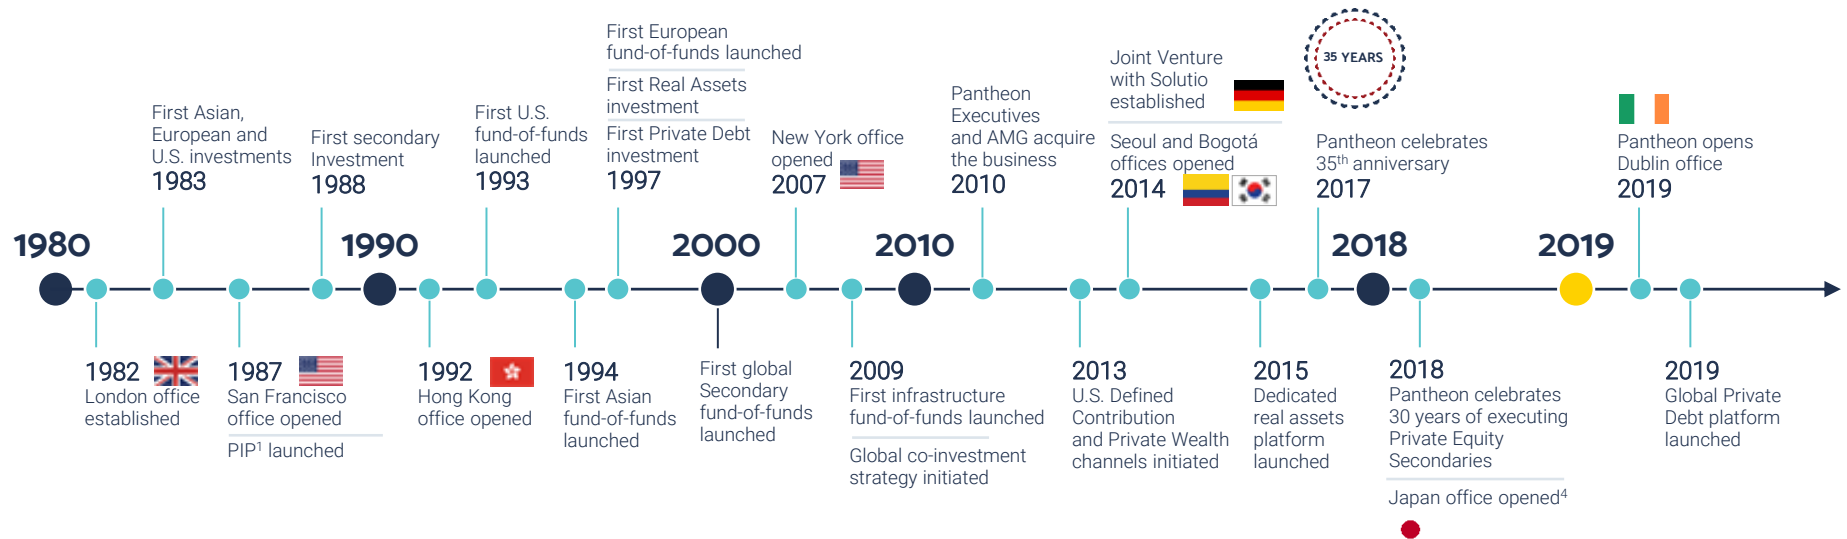 First Asian,
European and
U.S. investments
1983
First secondary
Investment
1988
First U.S.
fund-of-funds
launched
1993
First European
fund-of-funds launched
First Real Assets
investment
First Private Debt
investment
1997
New York office
opened
2007
Pantheon
Executives
and AMG acquire
the business
2010
Joint Venture
with Solutio
established
Seoul and Bogotá
offices opened
2014
35 YEARS
Pantheon celebrates
35th anniversary
2017
Pantheon opens
Dublin office
2019
1980
1990
2000
2010
2018
2019
1982
London office
established
1987
San Francisco
office opened
PIP1 launched
1992
Hong Kong
office opened
1994
First Asian
fund-of-funds
launched
First global
Secondary
fund-of-funds
launched
2009
First infrastructure
fund-of-funds launched
Global co-investment
strategy initiated
2013
U.S. Defined
Contribution
and Private Wealth
channels initiated
2015
Dedicated
real assets
platform
launched
2018
Pantheon celebrates
30 years of executing
Private Equity
Secondaries
Japan office opened4
2019
Global Private
Debt platform
launched